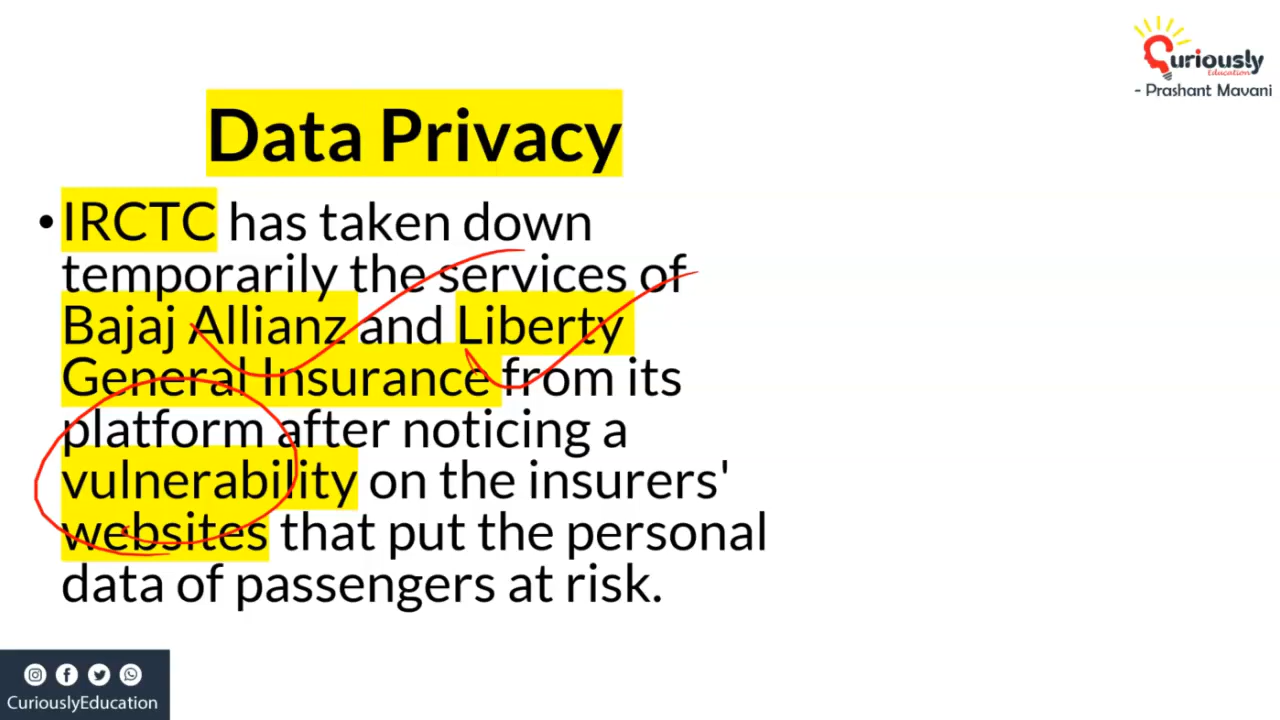 Curiously
Education
- Prashant Mavani
Data Privacy
• IRCTC has taken down
temporarily the services of
Bajaj Allianz and Liberty
General Insurance from its
platform after noticing a
vulnerability on the insurers'
websites that put the personal
data of passengers at risk.
CuriouslyEducation